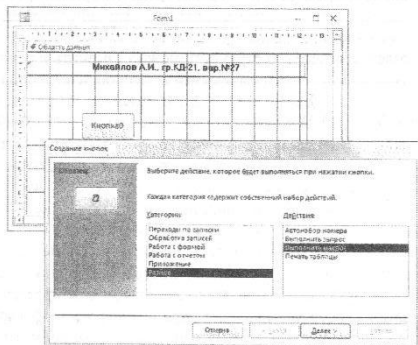 Form1
Область данных
Михайлов А.И., гр.КД-21, вар.№27
Кнопка0
Создание кнопок
Образец
Выберите действие, которое будет выполняться при нажатии кнопки.
Каждая категория содержит собственный набор действий.
Категории
Действия
Переходы по записям
Обработка записей
Работа с формой
Работа с отчетом
Приложение
Разное
Автонабор номера
Выполнить запрос
Выполнить макрос
Печать таблицы
Отмена
Далее >